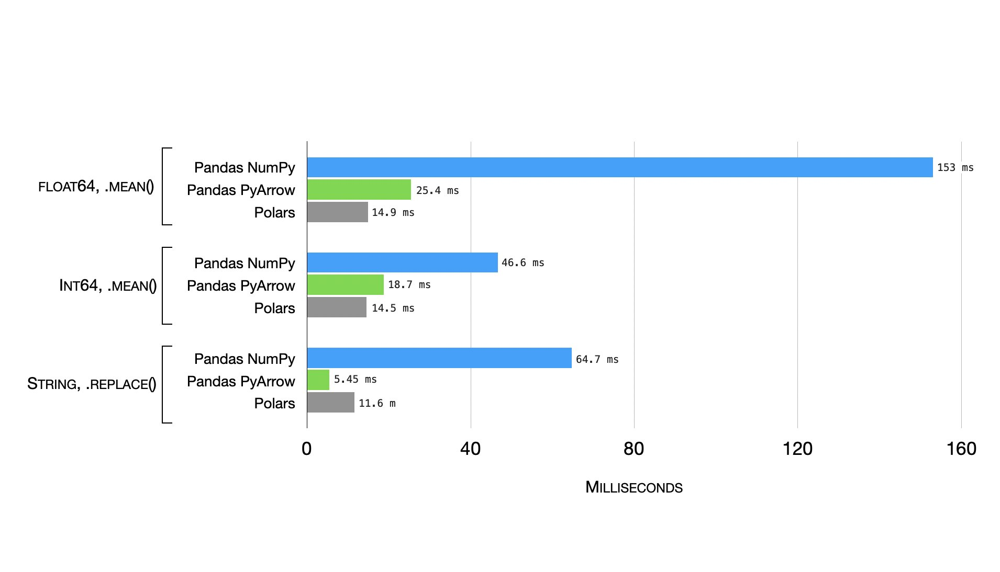 FLOAT64, .MEAN()
Pandas NumPy 153 ms
Pandas PyArrow 25.4 ms
Polars 14.9 ms
INT64, .MEAN()
Pandas NumPy 46.6 ms
Pandas PyArrow 18.7 ms
Polars 14.5 ms
STRING, .REPLACE()
Pandas NumPy 64.7 ms
Pandas PyArrow 5.45 ms
Polars 11.6 m
0 40 80 120 160
MILLISECONDS